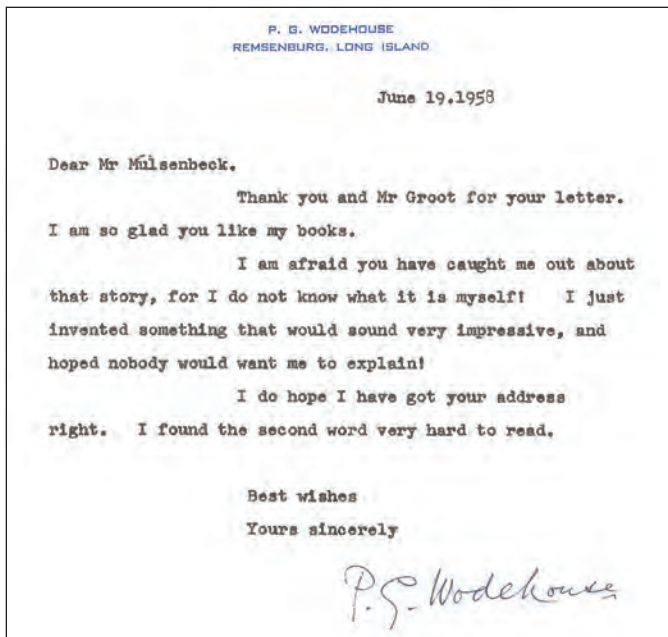 P. G. WODEHOUSE
REMSENBURG, LONG ISLAND
June 19.1958
Dear Mr Mulsenbeck.
Thank you and Mr Groot for your letter.
I am so glad you like my books.
I am afraid you have caught me out about
that story, for I do not know what it is myself! I just
invented something that would sound very impressive, and
hoped nobody would want me to explain!
I do hope I have got your address
right. I found the second word very hard to read.
Best wishes
Yours sincerely
P. G. Wodehouse